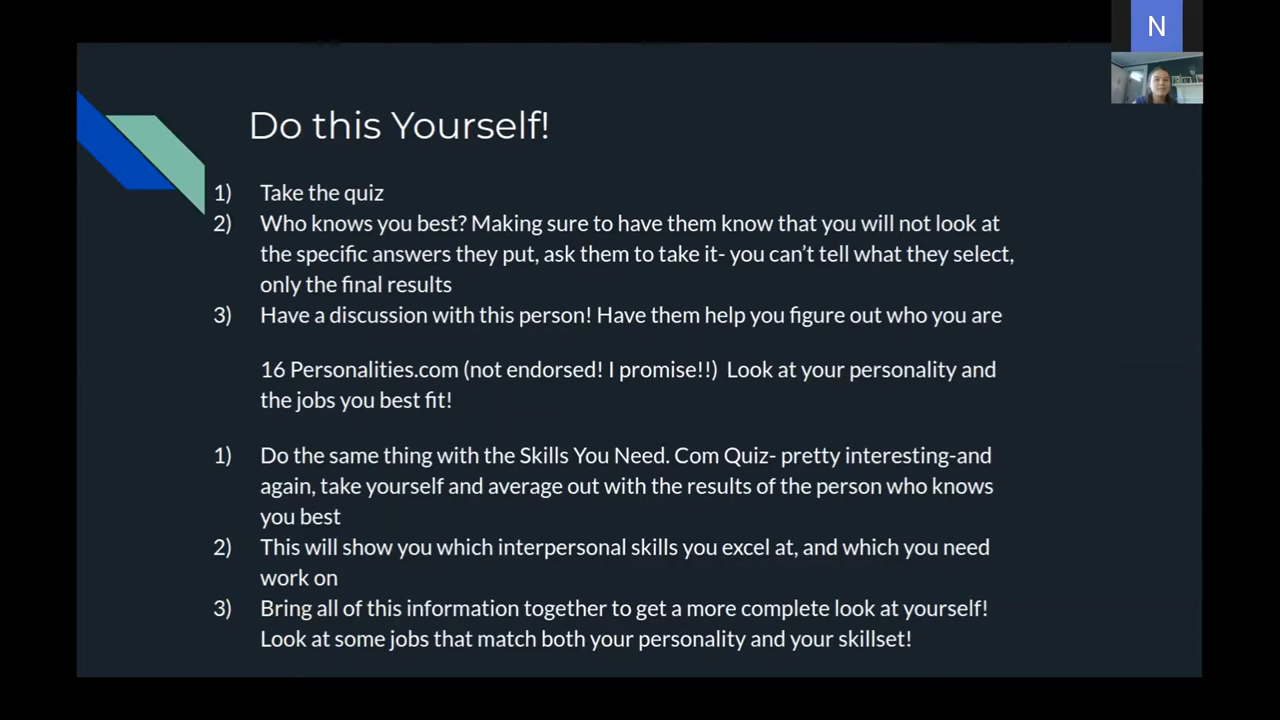 N
Do this Yourself!
1) Take the quiz
2) Who knows you best? Making sure to have them know that you will not look at
the specific answers they put, ask them to take it- you can't tell what they select,
only the final results
3) Have a discussion with this person! Have them help you figure out who you are
16 Personalities.com (not endorsed! I promise!!) Look at your personality and
the jobs you best fit!
1) Do the same thing with the Skills You Need. Com Quiz- pretty interesting-and
again, take yourself and average out with the results of the person who knows
you best
2) This will show you which interpersonal skills you excel at, and which you need
work on
3) Bring all of this information together to get a more complete look at yourself!
Look at some jobs that match both your personality and your skillset!